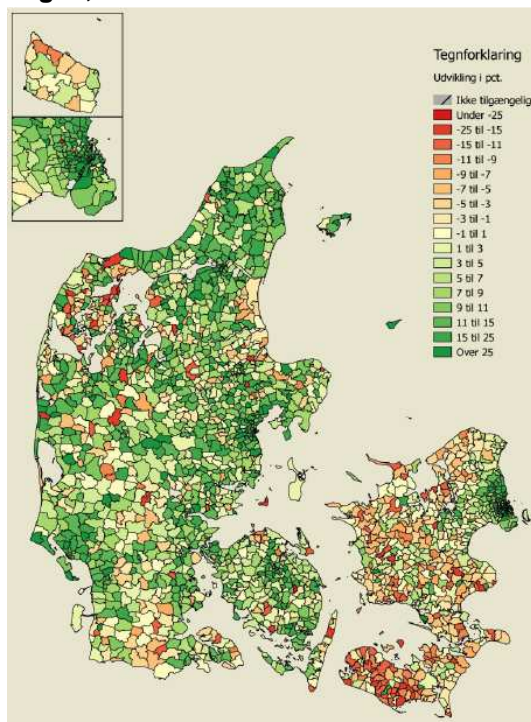 Tegnforklaring
Udvikling i pct.
Ikke tilgængelig
Under -25
-25 til -15
-15 til -11
-11 til -9
-9 til -7
-7 til -5
-5 til -3
-3 til -1
-1 til 1
1 til 3
3 til 5
5 til 7
7 til 9
9 til 11
11 til 15
15 til 25
Over 25